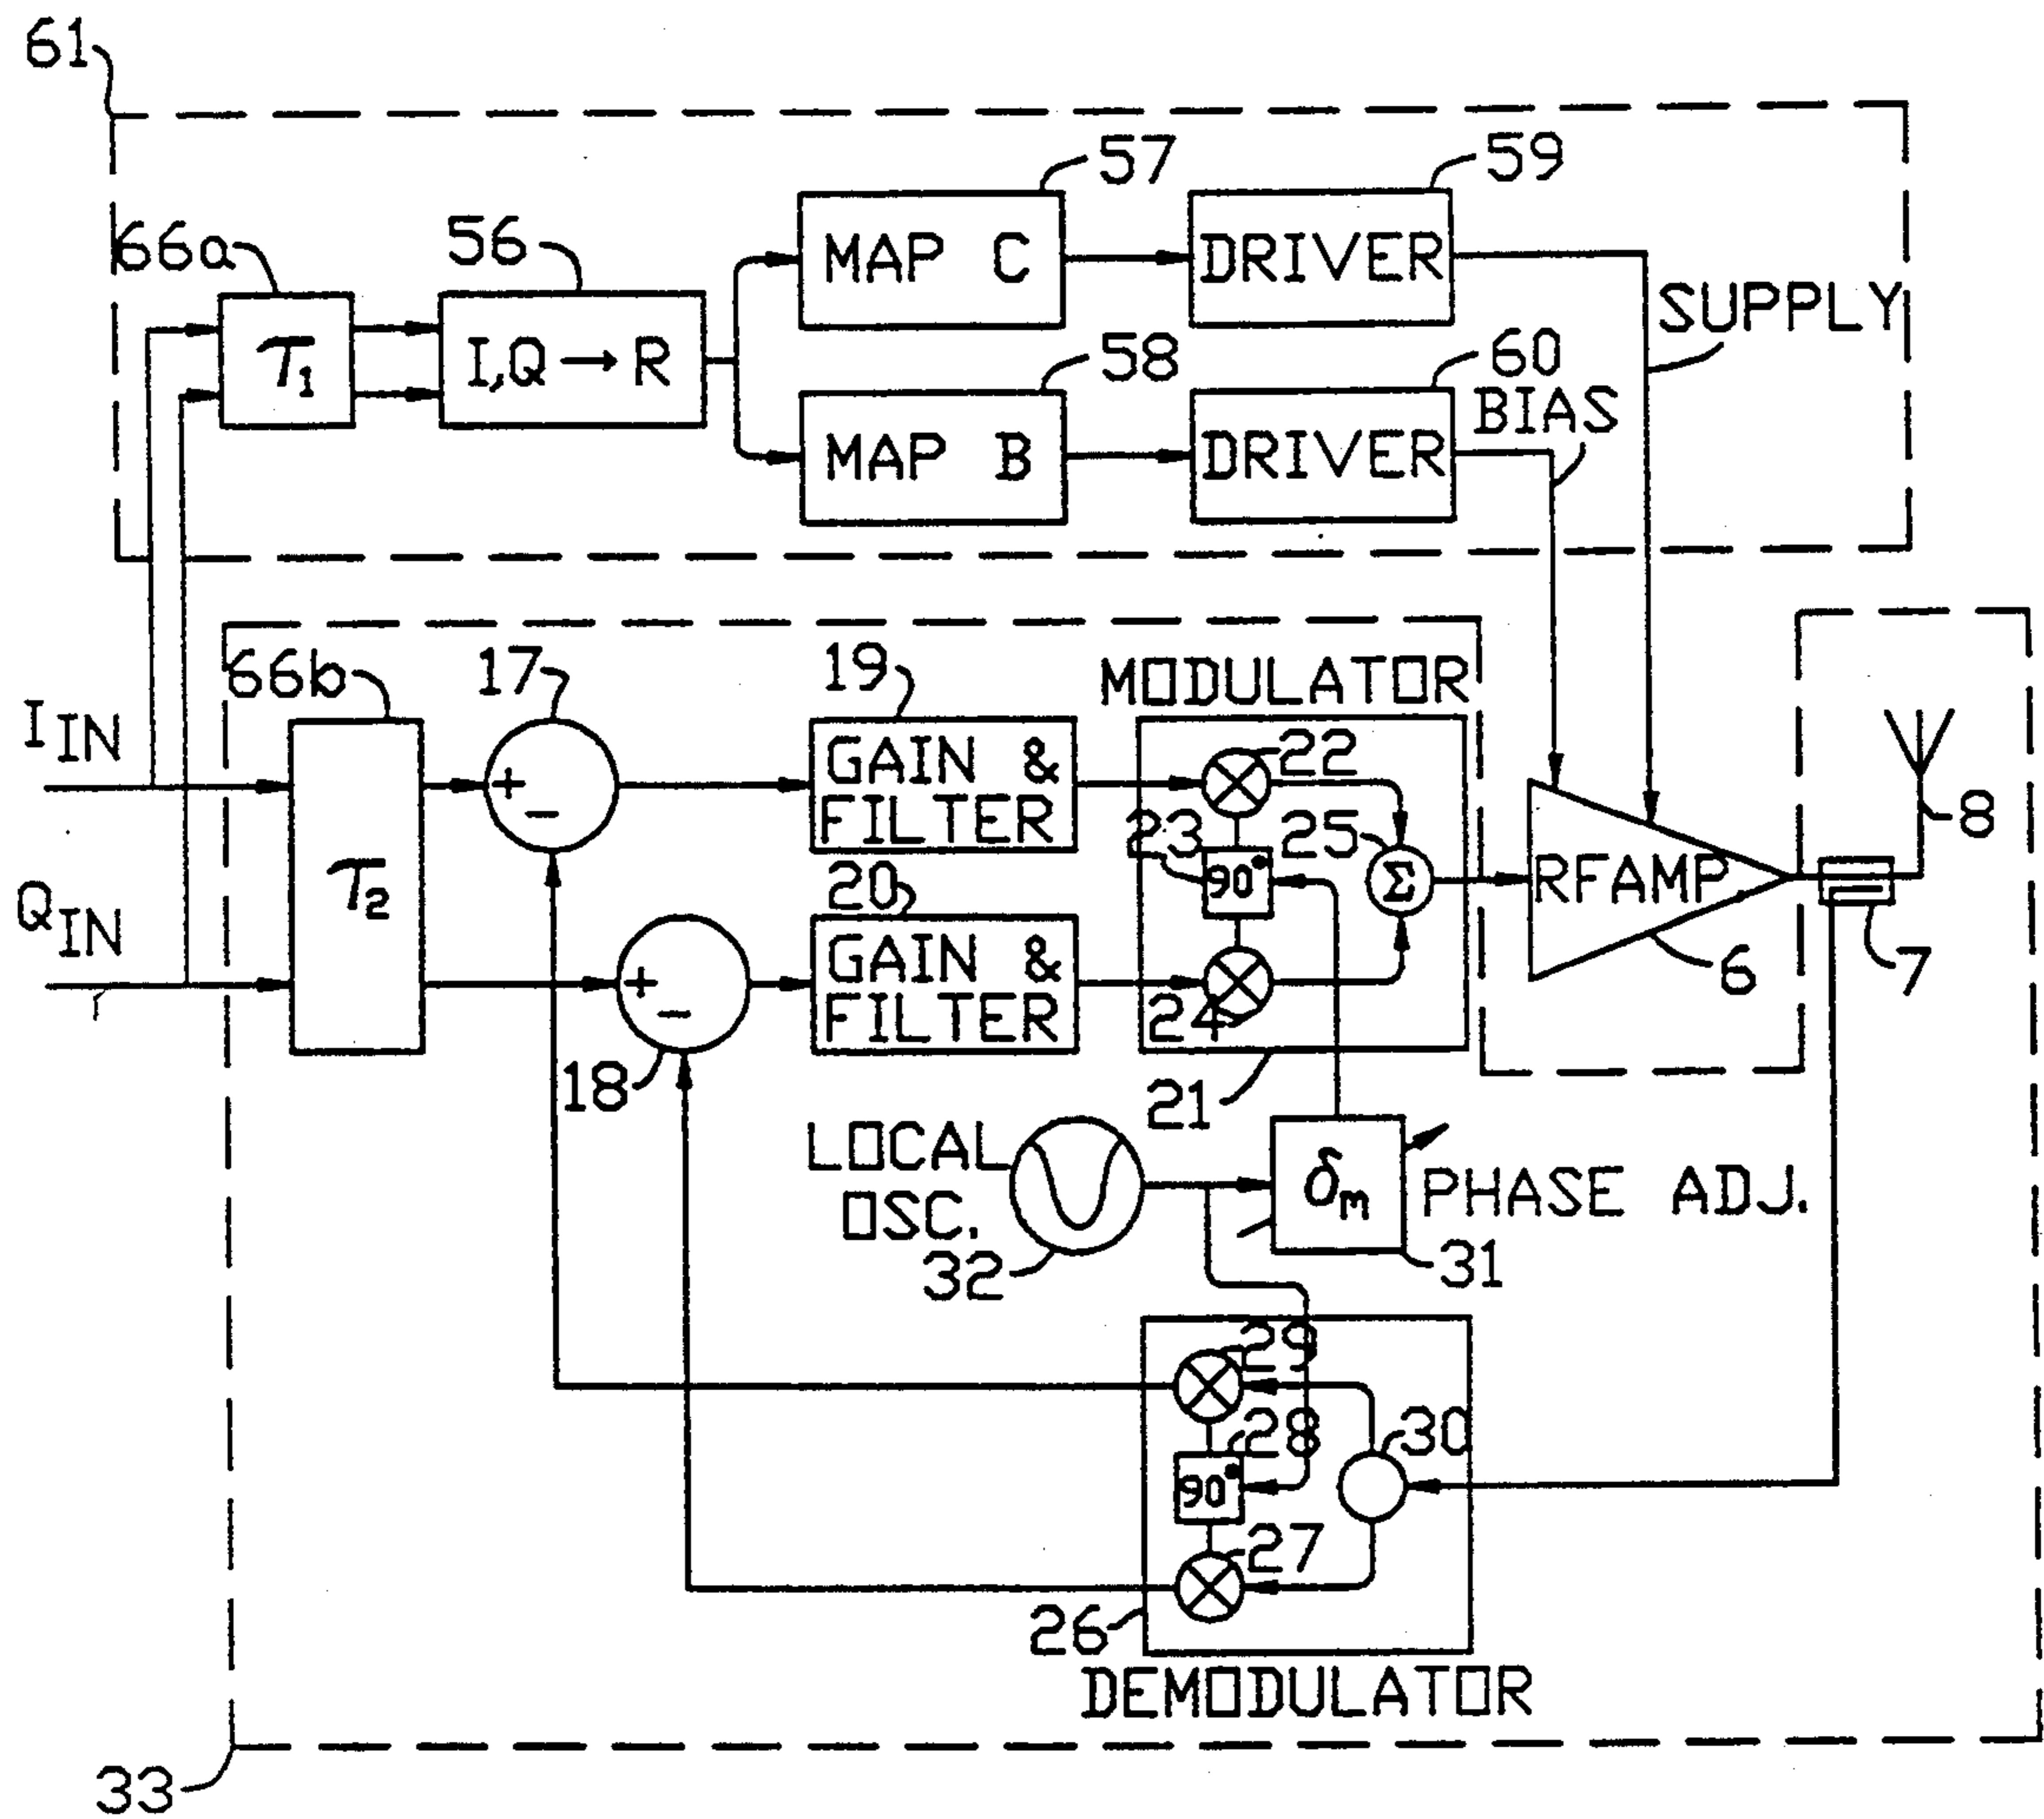 61
57
59
66a
56
MAP C
DRIVER
SUPPLY
τ1
I,Q → R
58
60
BIAS
MAP B
DRIVER
66b
17
19
MODULATOR
I IN
GAIN &
FILTER
22
23
25
8
τ2
90°
Σ
RFAMP
Q IN
20
GAIN &
FILTER
24
6
7
18
21
LOCAL
OSC.
δm
PHASE ADJ.
32
31
29
28
30
90°
27
26
DEMODULATOR
33